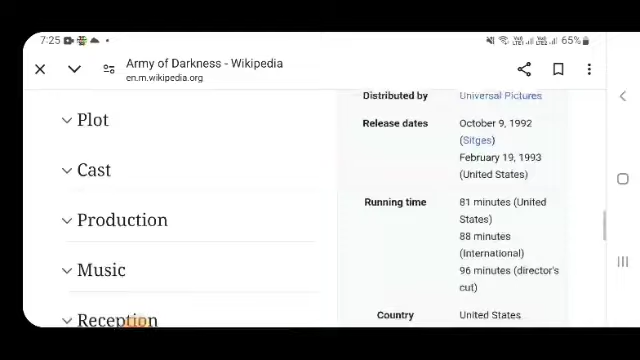 7:25
65%
Army of Darkness - Wikipedia
en.m.wikipedia.org
Plot
Cast
Production
Music
Reception
Distributed by Universal Pictures
Release dates October 9, 1992
(Sitges)
February 19, 1993
(United States)
Running time 81 minutes (United
States)
88 minutes
(International)
96 minutes (director's
cut)
Country United States